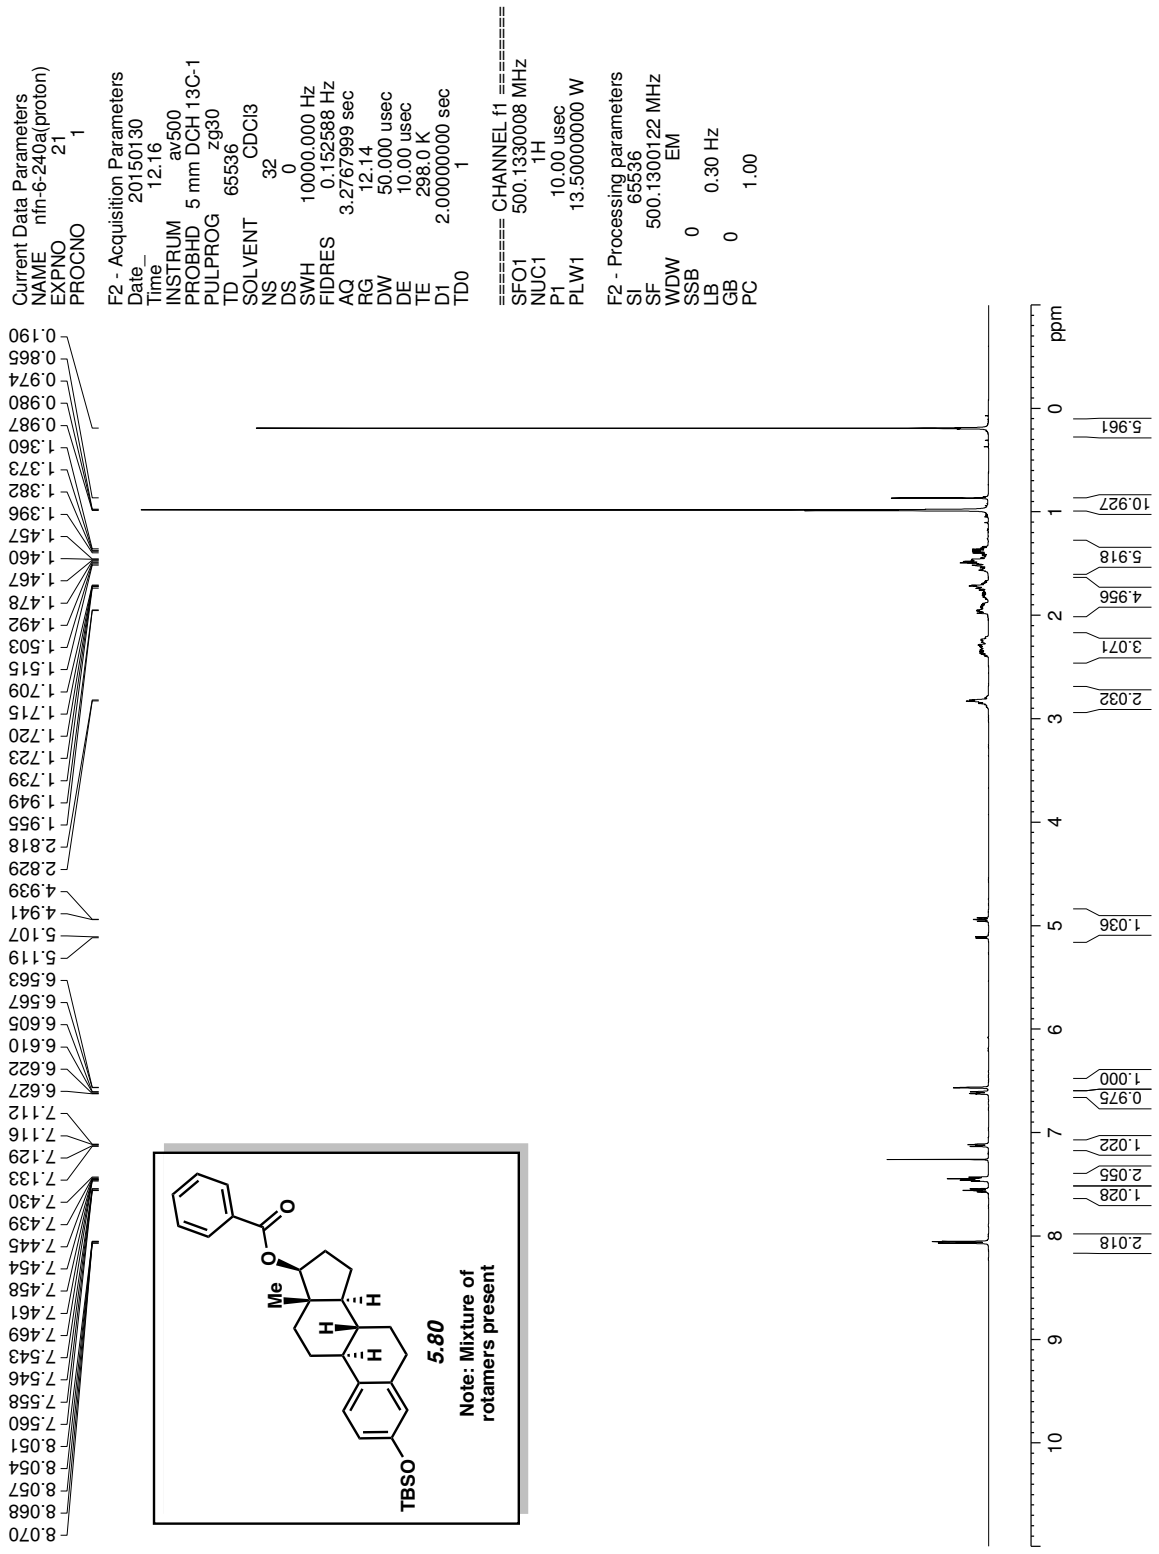 Current Data Parameters
NAME nfn-6-240a(proton)
EXPNO 21
PROCNO 1
F2 - Acquisition Parameters
Date_ 20150130
Time 12.16
INSTRUM av500
PROBHD 5 mm DCH 13C-1
PULPROG zg30
TD 65536
SOLVENT CDCl3
NS 32
DS 0
SWH 10000.000 Hz
FIDRES 0.152588 Hz
AQ 3.2767999 sec
RG 12.14
DW 50.000 usec
DE 10.00 usec
TE 298.0 K
D1 2.00000000 sec
TD0 1
======== CHANNEL f1 ========
SFO1 500.1330008 MHz
NUC1 1H
P1 10.00 usec
PLW1 13.50000000 W
F2 - Processing parameters
SI 65536
SF 500.1300122 MHz
WDW EM
SSB 0
LB 0.30 Hz
GB 0
PC 1.00
8.070
8.068
8.057
8.054
8.051
7.560
7.558
7.546
7.543
7.469
7.461
7.458
7.454
7.445
7.439
7.430
7.133
7.129
7.116
7.112
6.627
6.622
6.610
6.605
6.567
6.563
5.119
5.107
4.941
4.939
2.829
2.818
1.955
1.949
1.739
1.723
1.720
1.715
1.709
1.515
1.503
1.492
1.478
1.467
1.460
1.457
1.396
1.382
1.373
1.360
0.987
0.980
0.974
0.865
0.190
O
O
Me
H
H
H
TBSO
5.80
Note: Mixture of
rotamers present
10 9 8 7 6 5 4 3 2 1 0 ppm
2.018
1.028
2.055
1.022
0.975
1.000
1.036
2.032
3.071
4.956
5.918
10.927
5.961